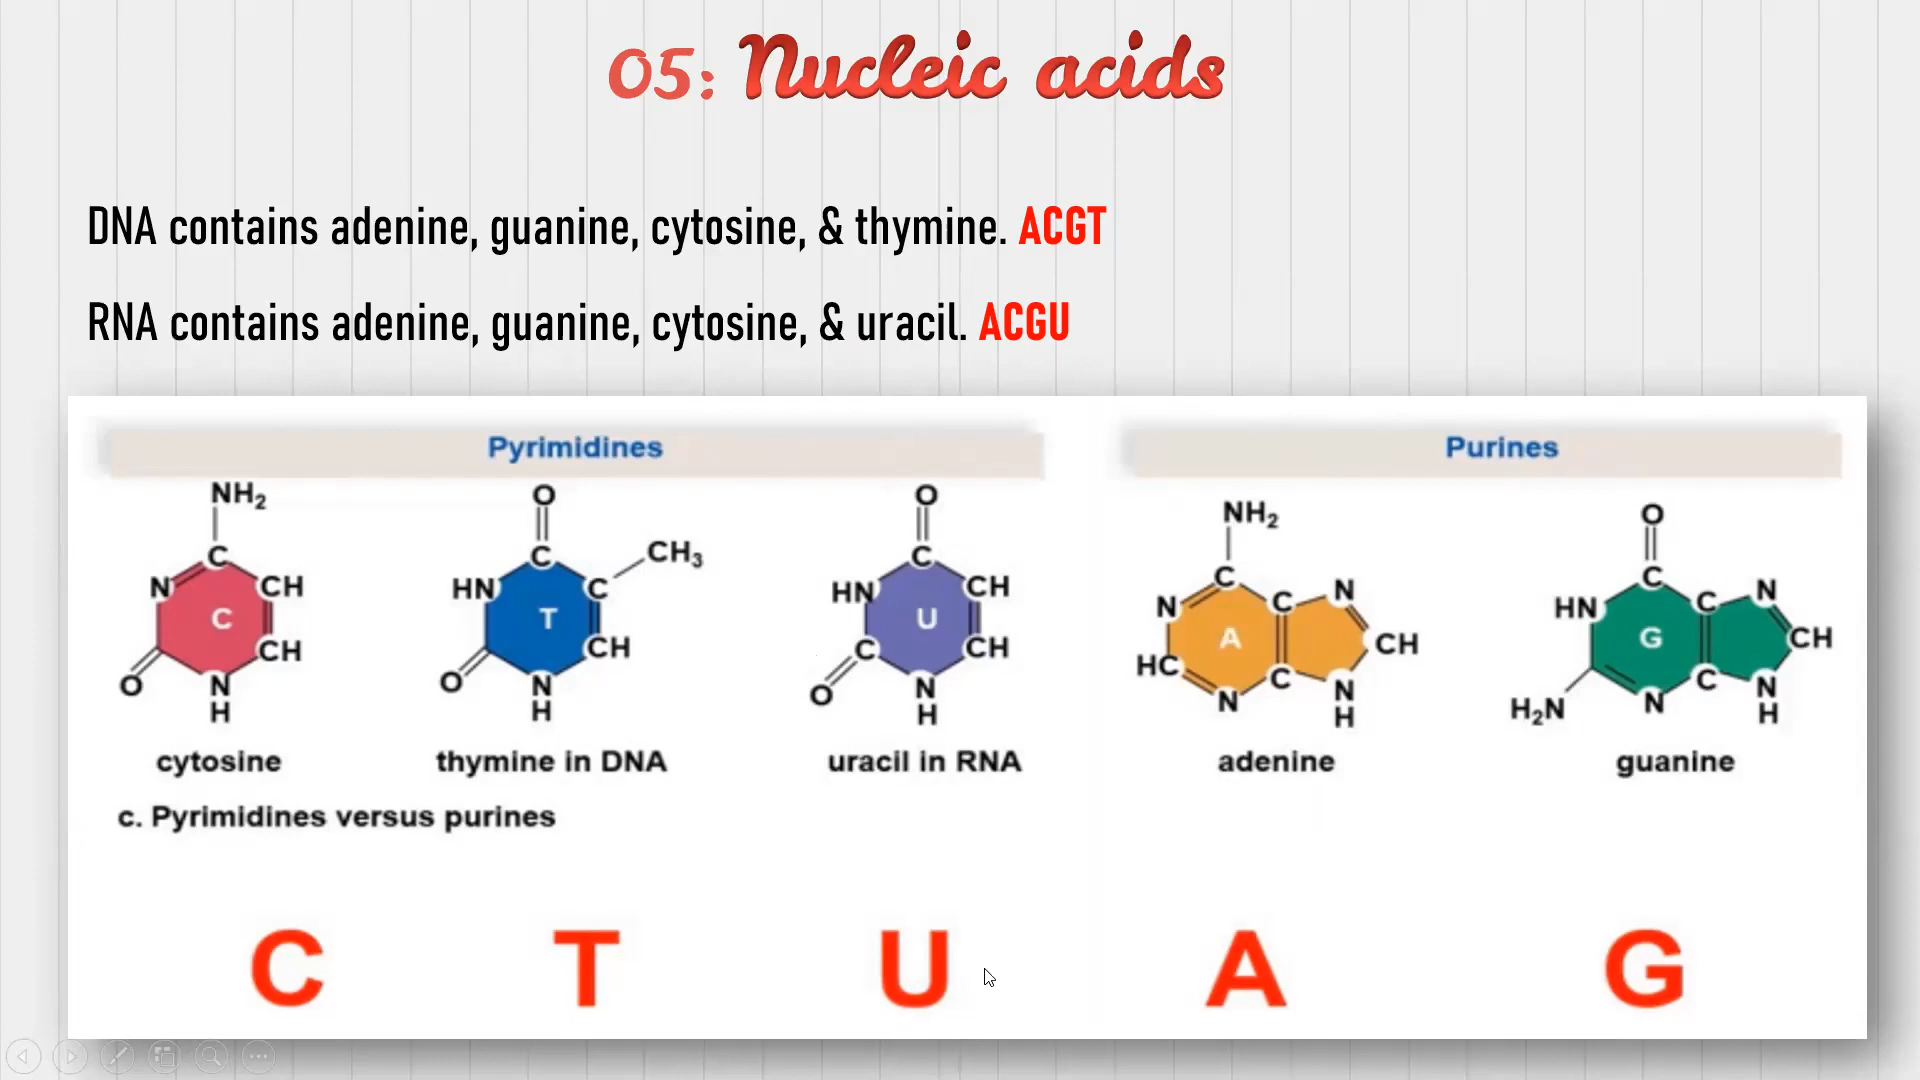 05: Nucleic acids
DNA contains adenine, guanine, cytosine, & thymine. ACGT
RNA contains adenine, guanine, cytosine, & uracil. ACGU
Pyrimidines
NH2
C
N
CH
C
CH
O
N
H
cytosine
O
C
CH3
HN
C
T
CH
O
N
H
thymine in DNA
O
C
HN
CH
U
C
CH
O
N
H
uracil in RNA
Purines
NH2
C
N
C
N
A
CH
HC
C
N
N
H
adenine
O
C
HN
C
N
G
CH
C
H2N
N
N
H
guanine
c. Pyrimidines versus purines
C T U A G